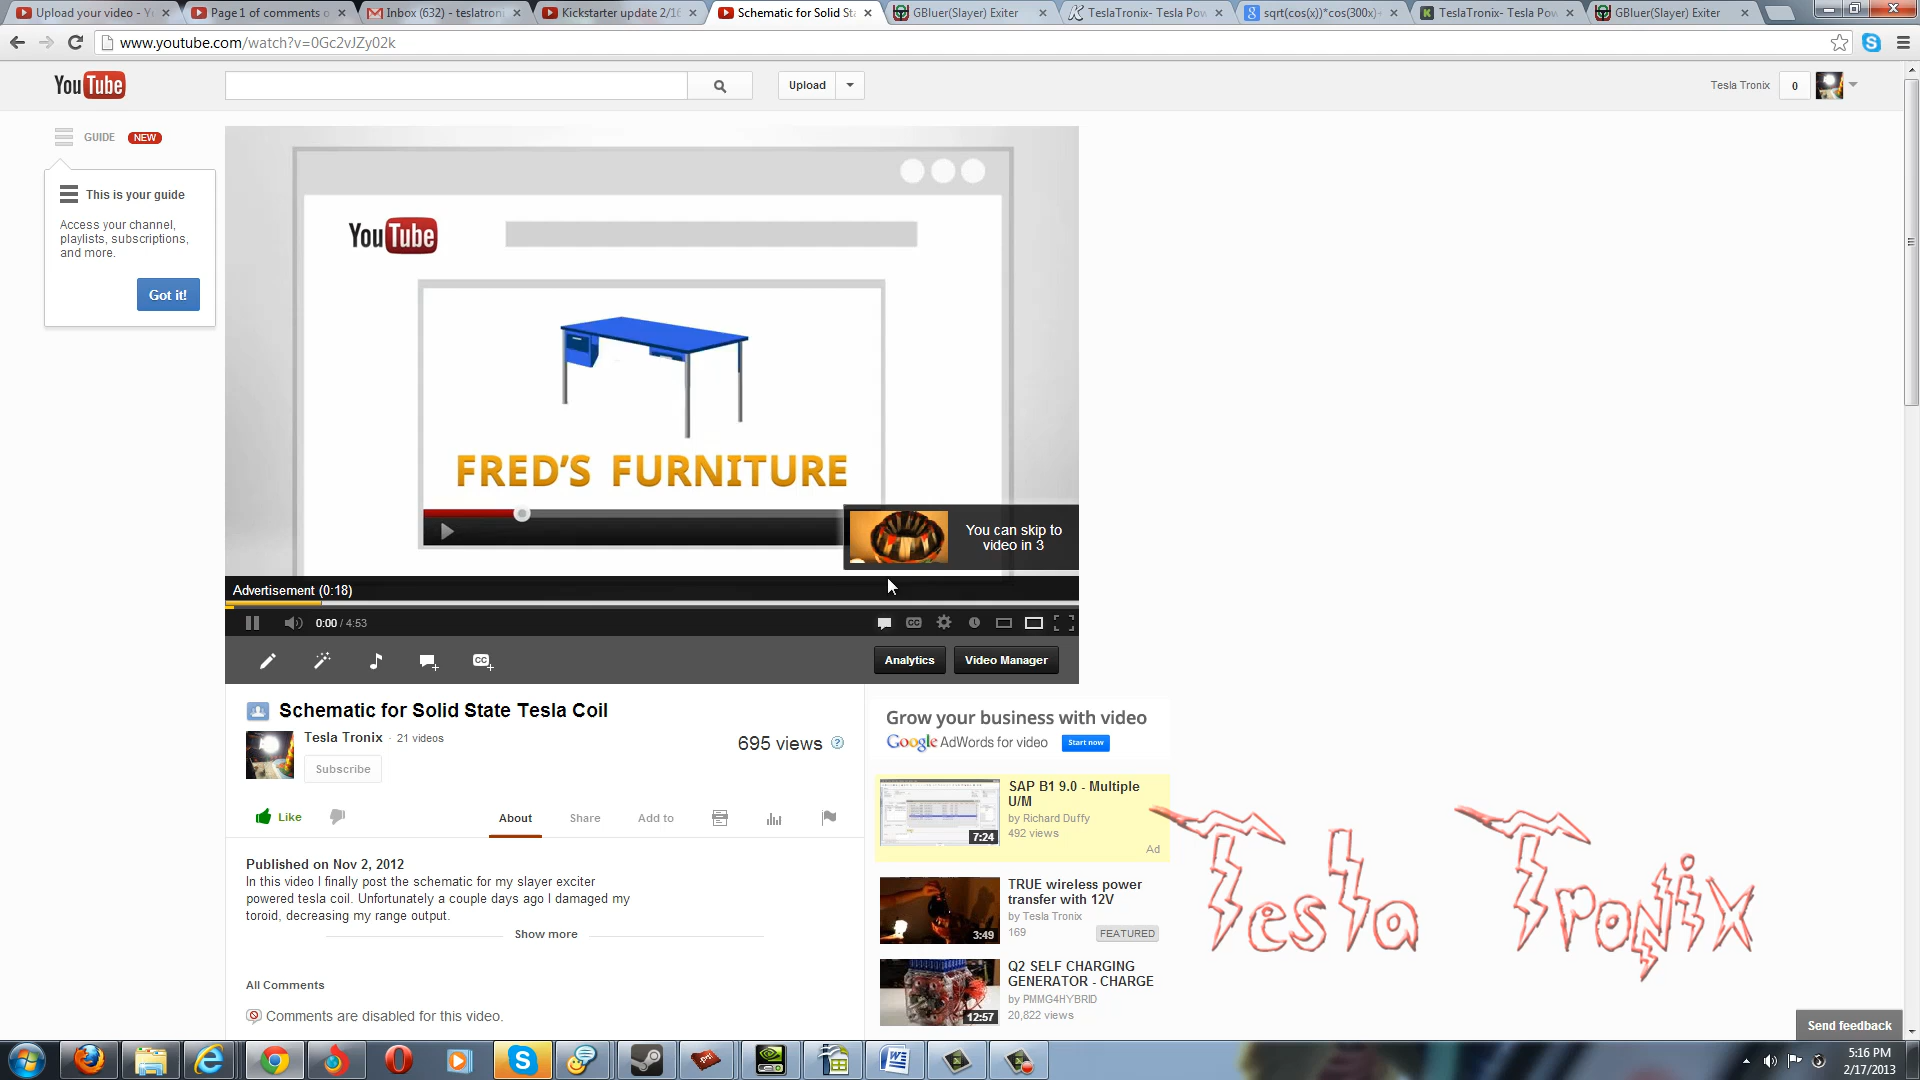 Upload your video - Y
Page 1 of comments o
Inbox (632) - teslatron
Kickstarter update 2/16
Schematic for Solid Sta
GBluer(Slayer) Exiter
TeslaTronix- Tesla Pow
sqrt(cos(x))*cos(300x)+
TeslaTronix- Tesla Pow
GBluer(Slayer) Exiter
www.youtube.com/watch?v=0Gc2vJZy02k
YouTube
Upload
Tesla Tronix
0
GUIDE
NEW
This is your guide
Access your channel,
playlists, subscriptions,
and more.
Got it!
YouTube
FRED'S FURNITURE
You can skip to
video in 3
Advertisement (0:18)
0:00 / 4:53
CC
CC
Analytics
Video Manager
Schematic for Solid State Tesla Coil
Tesla Tronix · 21 videos
Subscribe
695 views
?
Like
About
Share
Add to
Published on Nov 2, 2012
In this video I finally post the schematic for my slayer exciter
powered tesla coil. Unfortunately a couple days ago I damaged my
toroid, decreasing my range output.
Show more
All Comments
Comments are disabled for this video.
Grow your business with video
Google AdWords for video
Start now
SAP B1 9.0 - Multiple
U/M
by Richard Duffy
492 views
7:24
Ad
TRUE wireless power
transfer with 12V
by Tesla Tronix
169
3:49
FEATURED
Q2 SELF CHARGING
GENERATOR - CHARGE
by PMMG4HYBRID
20,822 views
12:57
Tesla Tronix
Send feedback
5:16 PM
2/17/2013